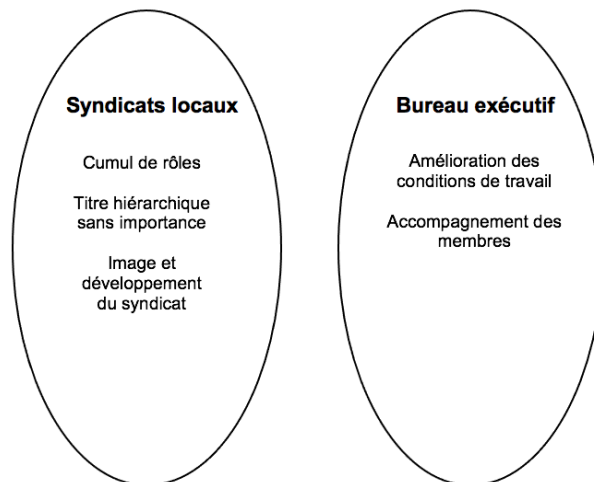 Syndicats locaux
Cumul de rôles
Titre hiérarchique
sans importance
Image et
développement
du syndicat
Bureau exécutif
Amélioration des
conditions de travail
Accompagnement des
membres